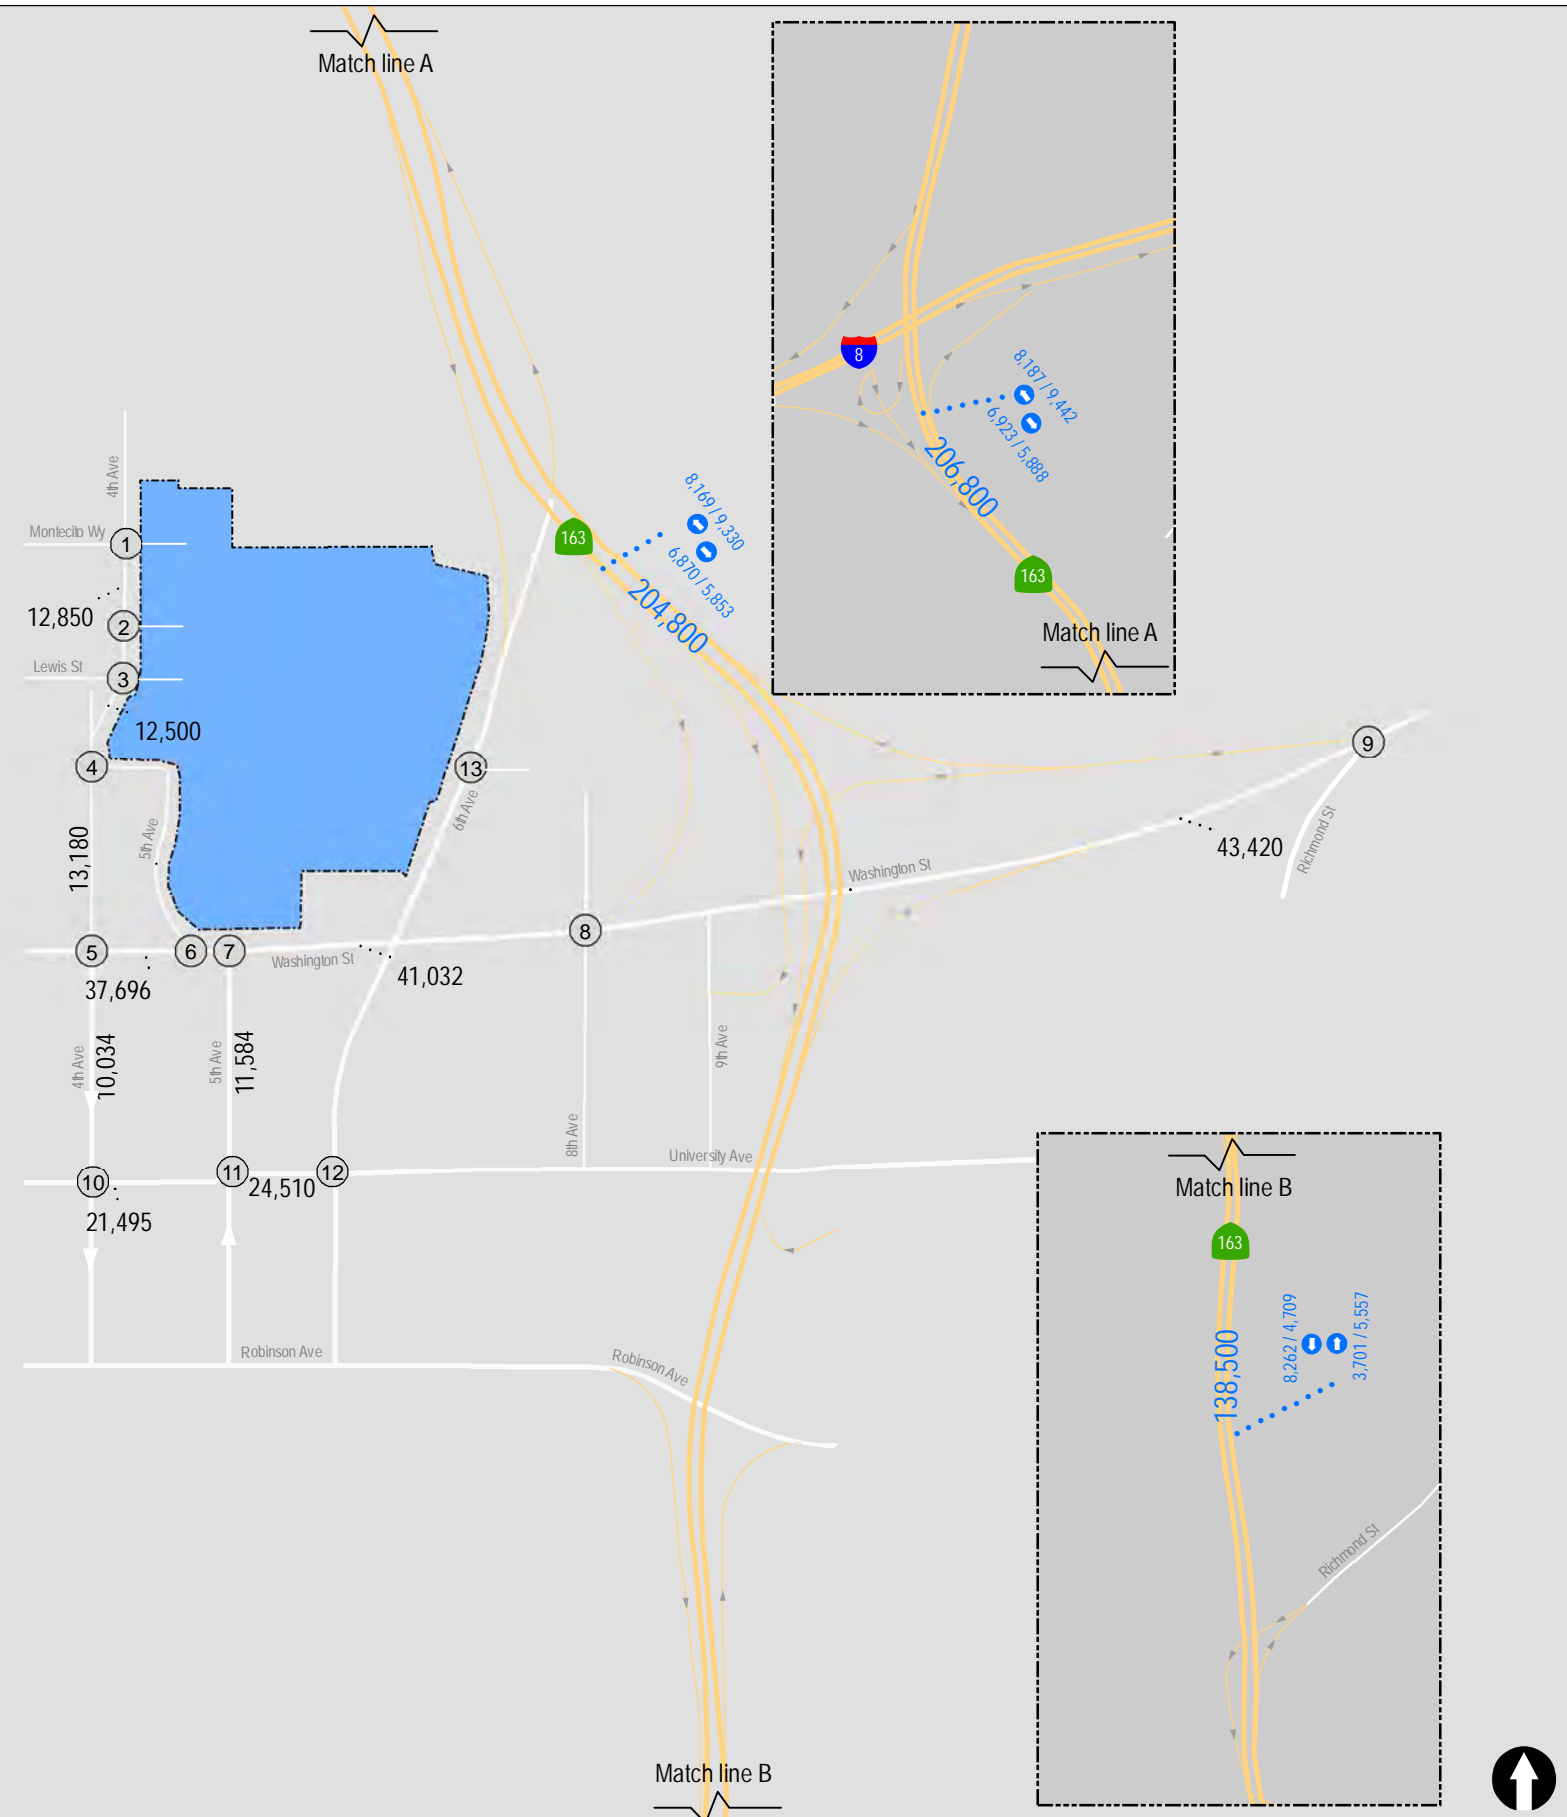 Match line A
8
8,187 / 9,442
6,923 / 5,888
206,800
163
Match line A
4th Ave
Montecito Wy
1
12,850
2
Lewis St
3
12,500
4
13,180
5th Ave
13
6th Ave
163
8,169 / 9,330
6,870 / 5,853
204,800
9
Richmond St
43,420
Washington St
8
5
6
7
Washington St
37,696
41,032
4th Ave
10,034
5th Ave
11,584
9th Ave
8th Ave
University Ave
10
11
24,510
12
21,495
Robinson Ave
Robinson Ave
Match line B
163
138,500
8,262 / 4,709
3,701 / 5,557
Richmond St
Match line B